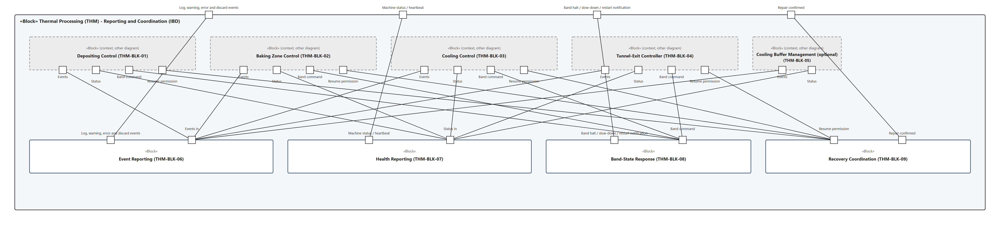 Log, warning, error and discard events
Machine status / heartbeat
Band halt / slow-down / restart notification
Repair confirmed
«Block» Thermal Processing (THM) - Reporting and Coordination (IBD)
«Block» (context, other diagram)
Depositing Control (THM-BLK-01)
«Block» (context, other diagram)
Baking Zone Control (THM-BLK-02)
«Block» (context, other diagram)
Cooling Control (THM-BLK-03)
«Block» (context, other diagram)
Tunnel-Exit Controller (THM-BLK-04)
«Block» (context, other diagram)
Cooling Buffer Management (optional)
(THM-BLK-05)
Events
Status
Band command
Resume permission
Events
Status
Band command
Resume permission
Events
Status
Band command
Resume permission
Events
Status
Band command
Resume permission
Events
Status
Log, warning, error and discard events
Events in
Machine status / heartbeat
Status in
Band halt / slow-down / restart notification
Band command
Resume permission
Repair confirmed
«Block»
Event Reporting (THM-BLK-06)
«Block»
Health Reporting (THM-BLK-07)
«Block»
Band-State Response (THM-BLK-08)
«Block»
Recovery Coordination (THM-BLK-09)